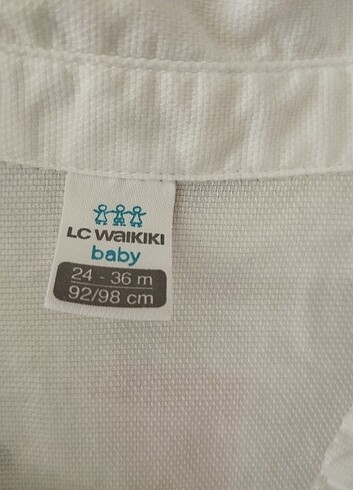 LC WAIKIKI
baby
24 - 36 m
92/98 cm